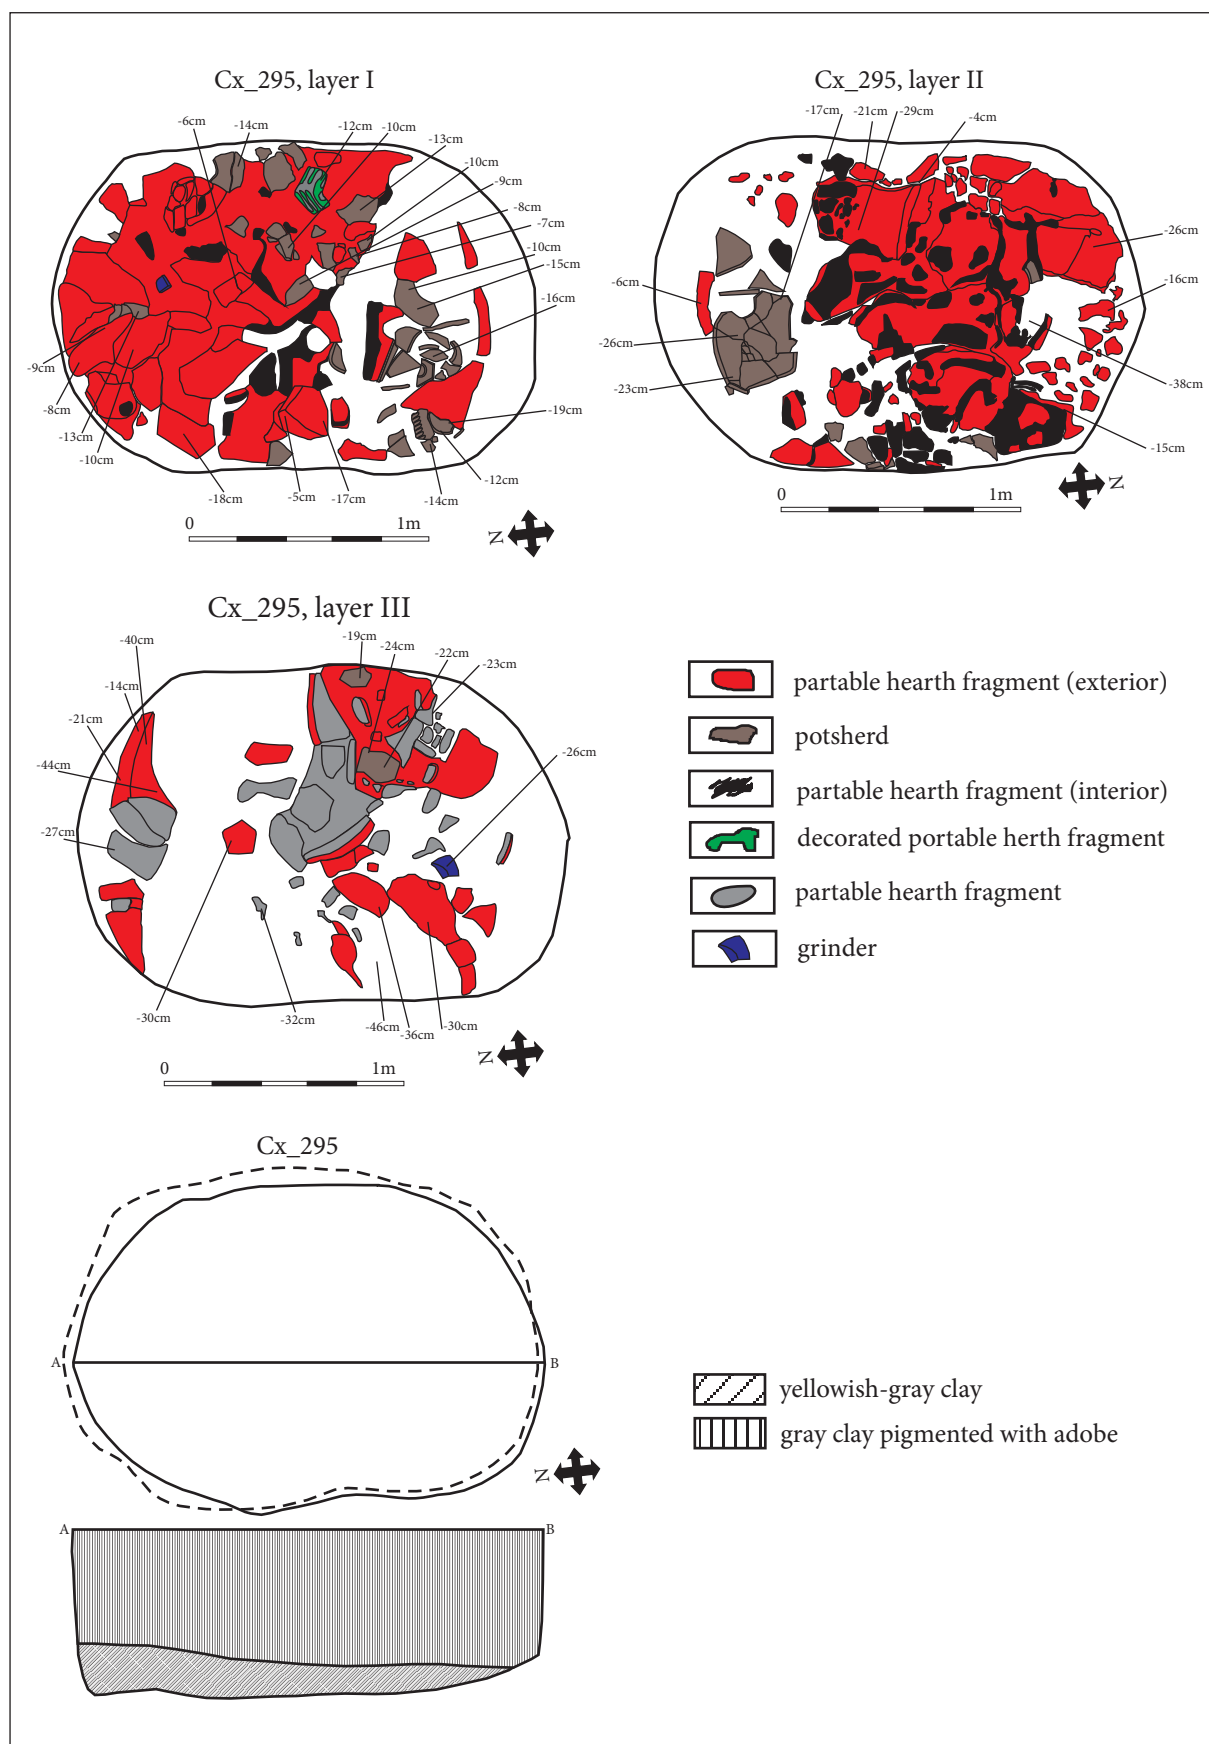 Cx_295, layer I
-6cm
-14cm
-12cm
-10cm
-13cm
-10cm
-9cm
-8cm
-7cm
-10cm
-15cm
-16cm
-9cm
-8cm
-13cm
-10cm
-18cm
-5cm
-17cm
-14cm
-12cm
-19cm
0 1m
N
Cx_295, layer II
-17cm
-21cm
-29cm
-4cm
-26cm
-16cm
-6cm
-26cm
-23cm
-38cm
-15cm
0 1m
N
Cx_295, layer III
-40cm
-14cm
-21cm
-44cm
-27cm
-19cm
-24cm
-22cm
-23cm
-26cm
-30cm
-32cm
-46cm
-36cm
-30cm
0 1m
N
partable hearth fragment (exterior)
potsherd
partable hearth fragment (interior)
decorated portable herth fragment
partable hearth fragment
grinder
Cx_295
A B
N
A B
yellowish-gray clay
gray clay pigmented with adobe